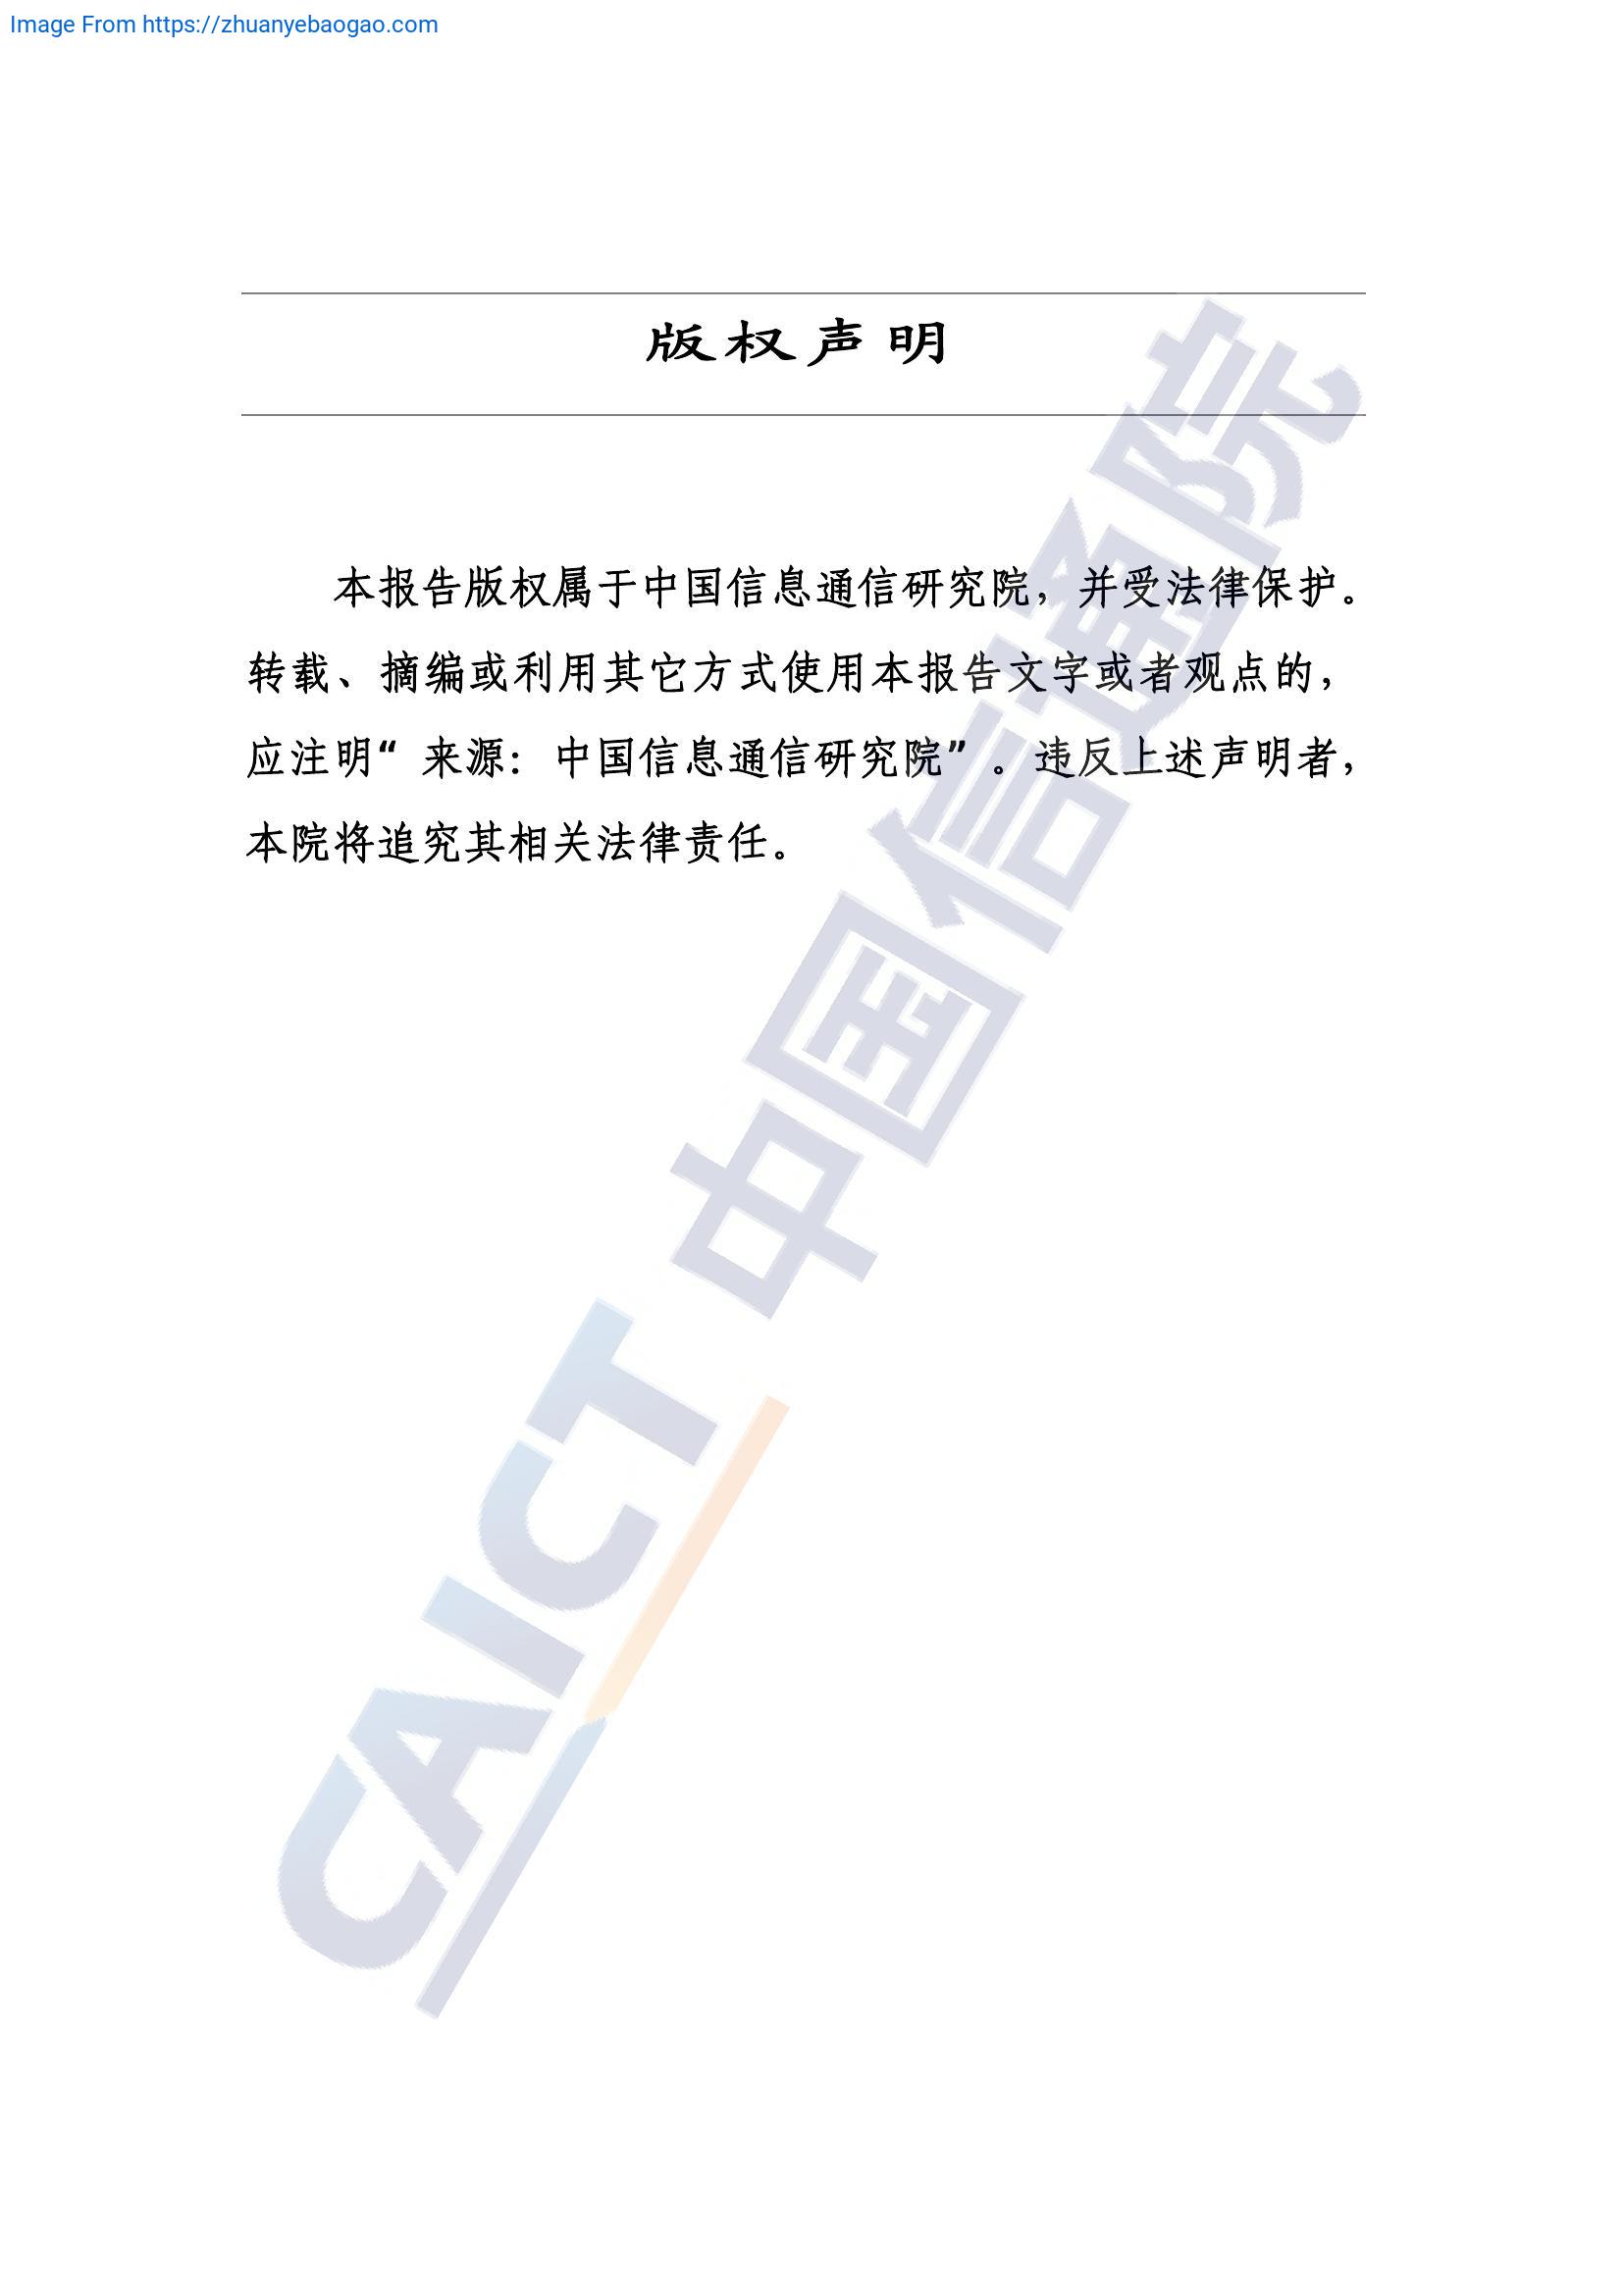 Image From https://zhuanyebaogao.com
版权声明
本报告版权属于中国信息通信研究院，并受法律保护。
转载、摘编或利用其它方式使用本报告文字或者观点的，
应注明“ 来源：中国信息通信研究院”。违反上述声明者，
本院将追究其相关法律责任。
CAICT 中国信通院